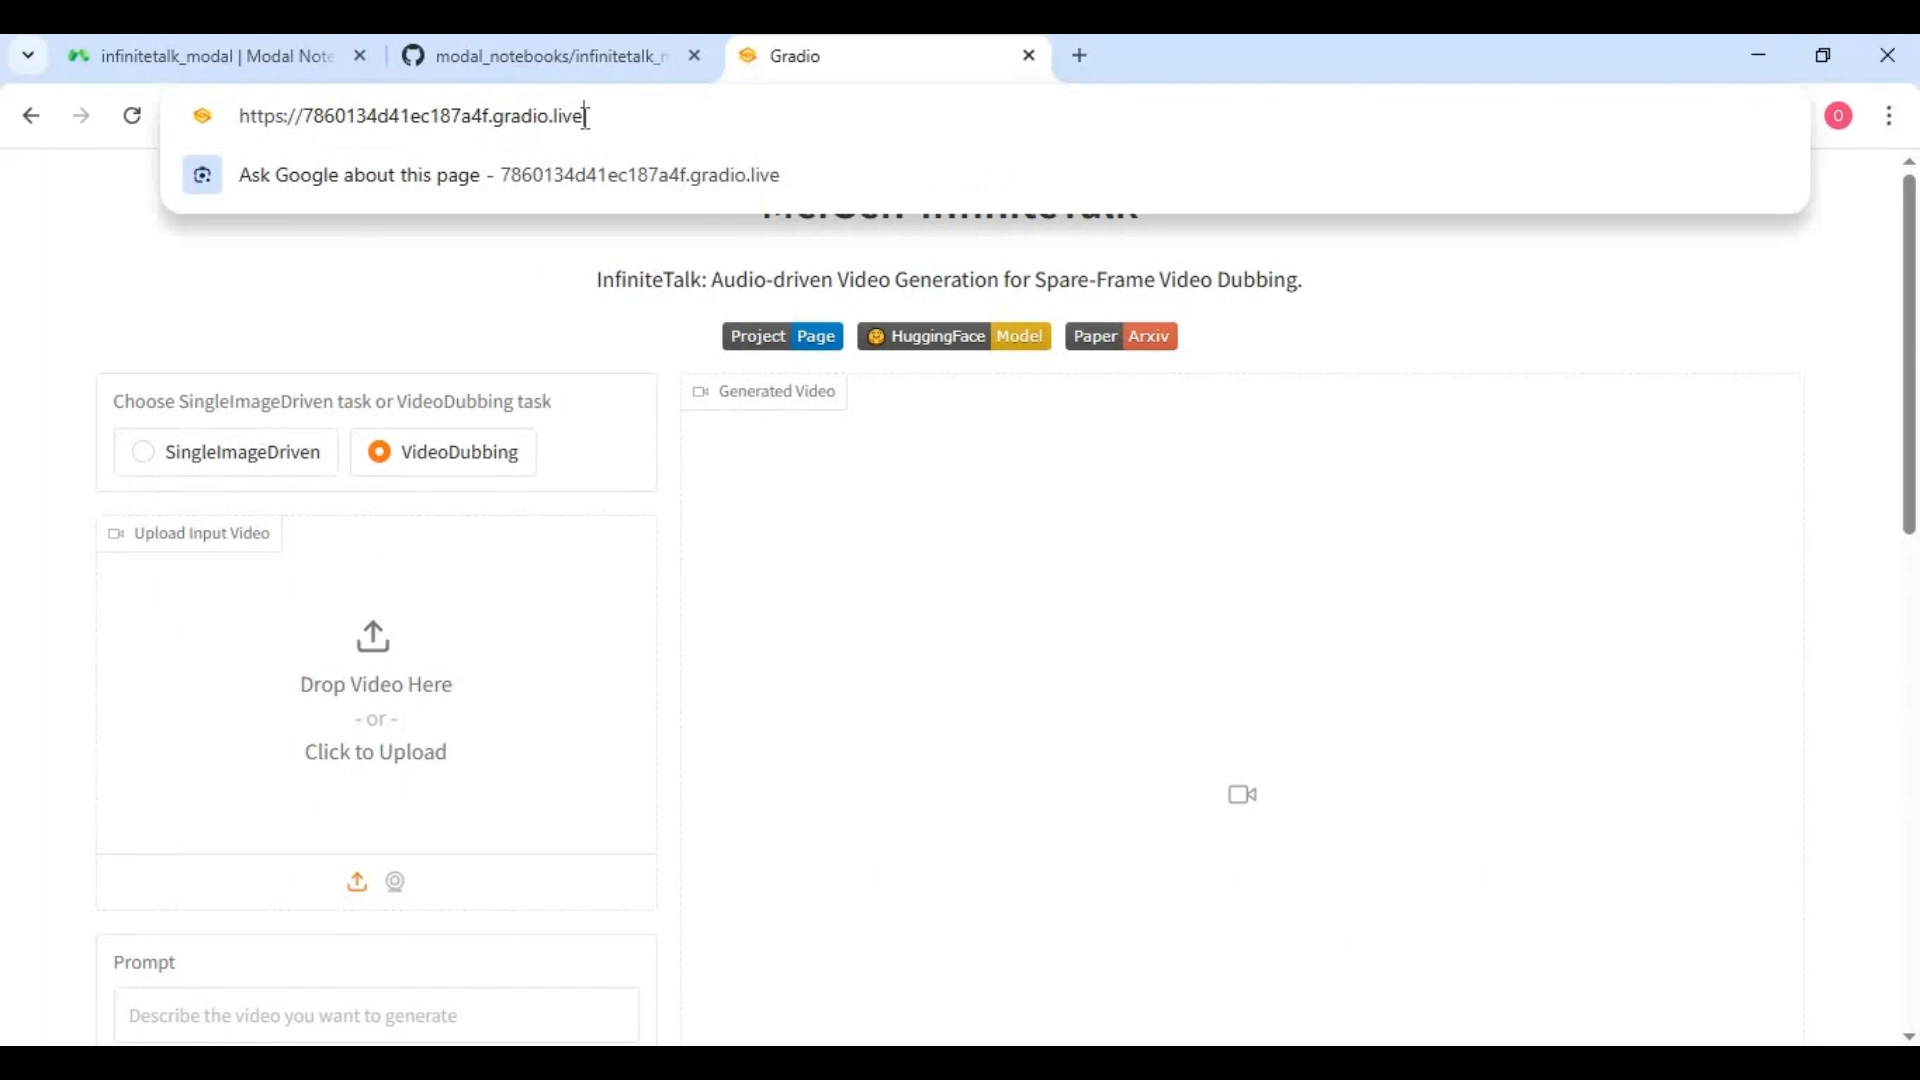 infinitetalk_modal | Modal Note
modal_notebooks/infinitetalk_m
Gradio
https://7860134d41ec187a4f.gradio.live
O
Ask Google about this page - 7860134d41ec187a4f.gradio.live
InfiniteTalk: Audio-driven Video Generation for Spare-Frame Video Dubbing.
Project Page
HuggingFace Model
Paper Arxiv
Choose SingleImageDriven task or VideoDubbing task
SingleImageDriven
VideoDubbing
Generated Video
Upload Input Video
Drop Video Here
- or -
Click to Upload
Prompt
Describe the video you want to generate